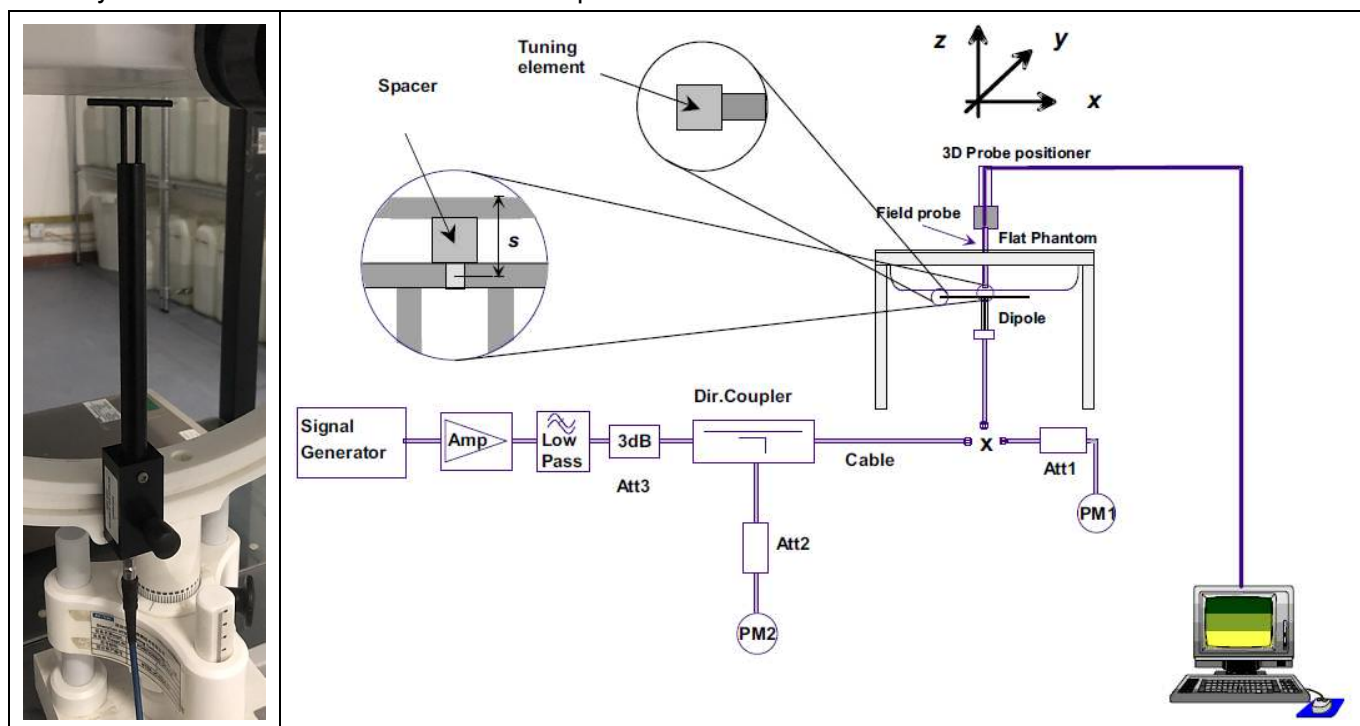 Tuning
element
Spacer
s
z
y
x
3D Probe positioner
Field probe
Flat Phantom
Dipole
Dir.Coupler
Signal
Generator
Amp
Low
Pass
3dB
Att3
Cable
x
Att1
PM1
Att2
PM2